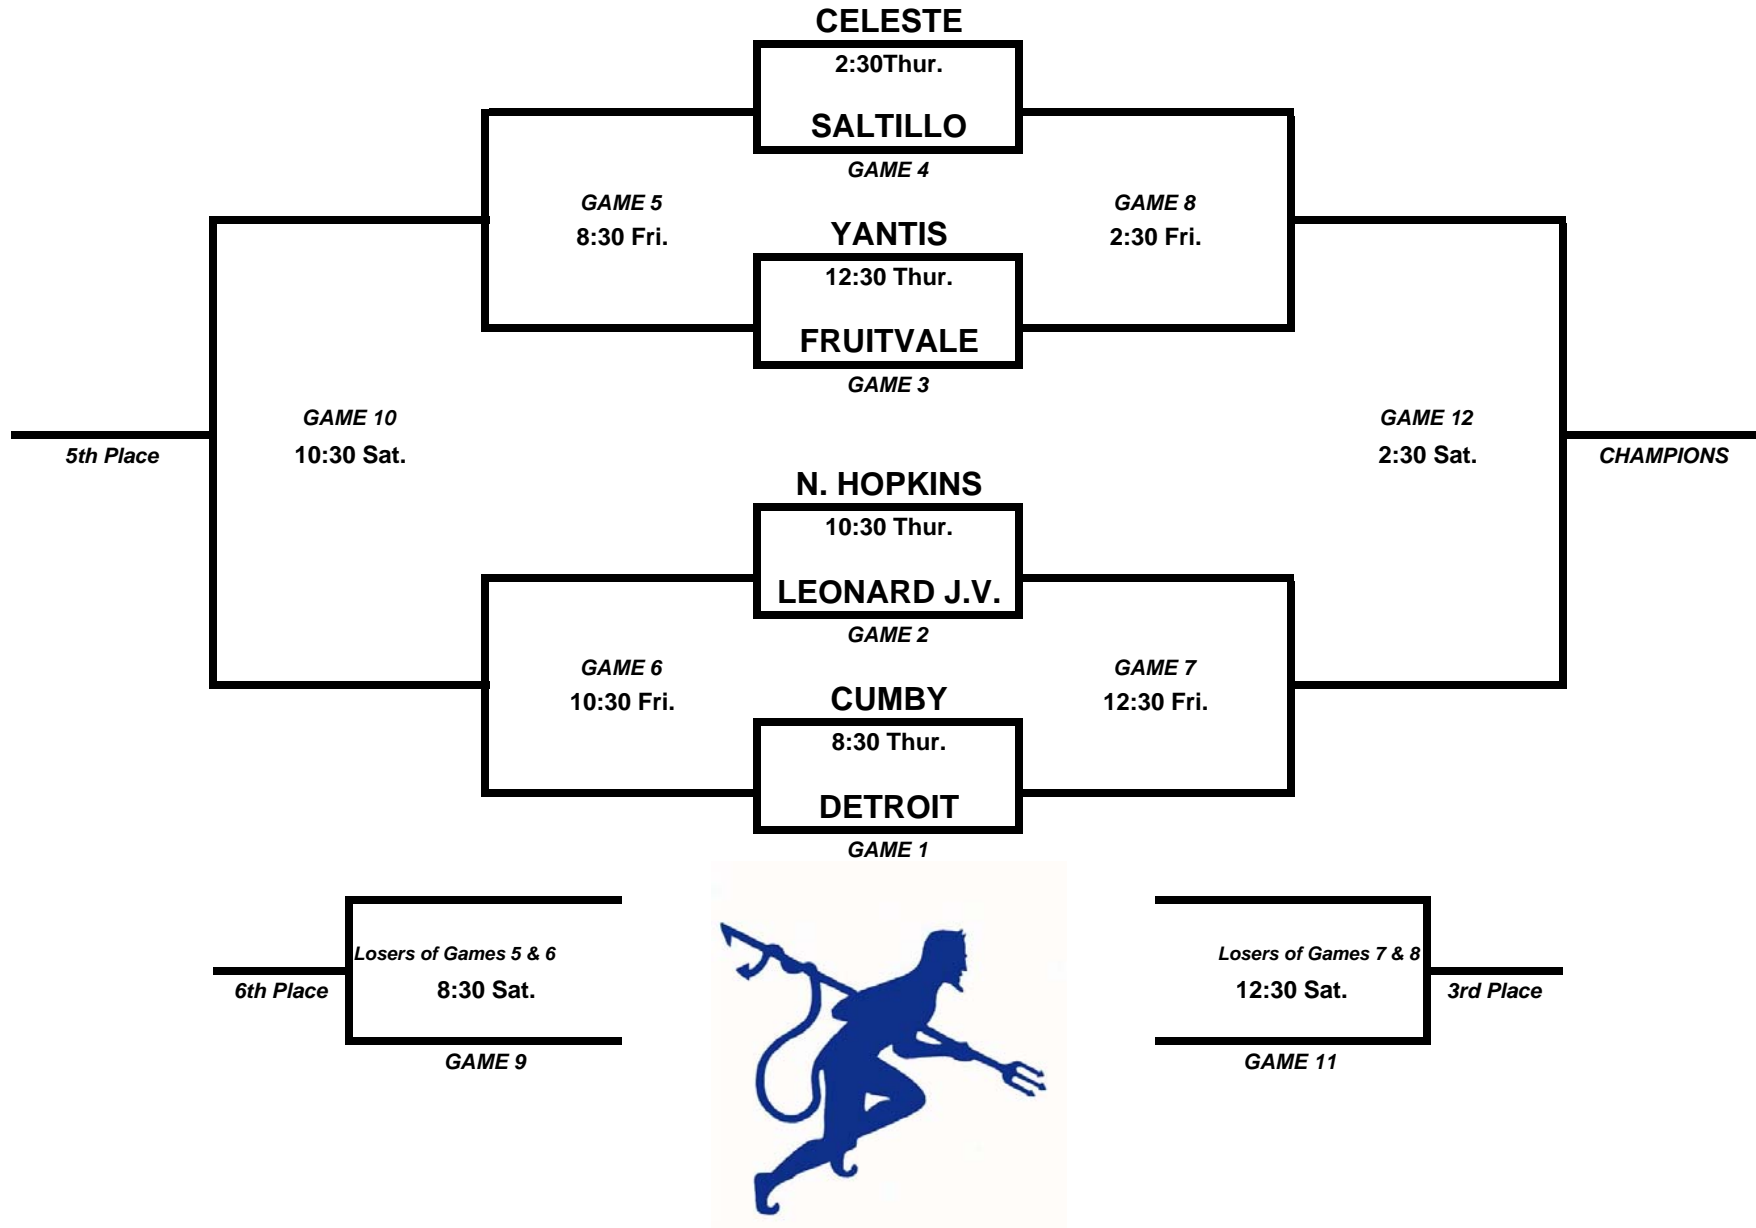 CELESTE
2:30Thur.
SALTILLO
GAME 4
GAME 5
8:30 Fri.
GAME 8
2:30 Fri.
YANTIS
12:30 Thur.
FRUITVALE
GAME 3
GAME 10
10:30 Sat.
5th Place
GAME 12
2:30 Sat.
CHAMPIONS
N. HOPKINS
10:30 Thur.
LEONARD J.V.
GAME 2
GAME 6
10:30 Fri.
GAME 7
12:30 Fri.
CUMBY
8:30 Thur.
DETROIT
GAME 1
Losers of Games 5 & 6
8:30 Sat.
6th Place
GAME 9
Losers of Games 7 & 8
12:30 Sat.
3rd Place
GAME 11